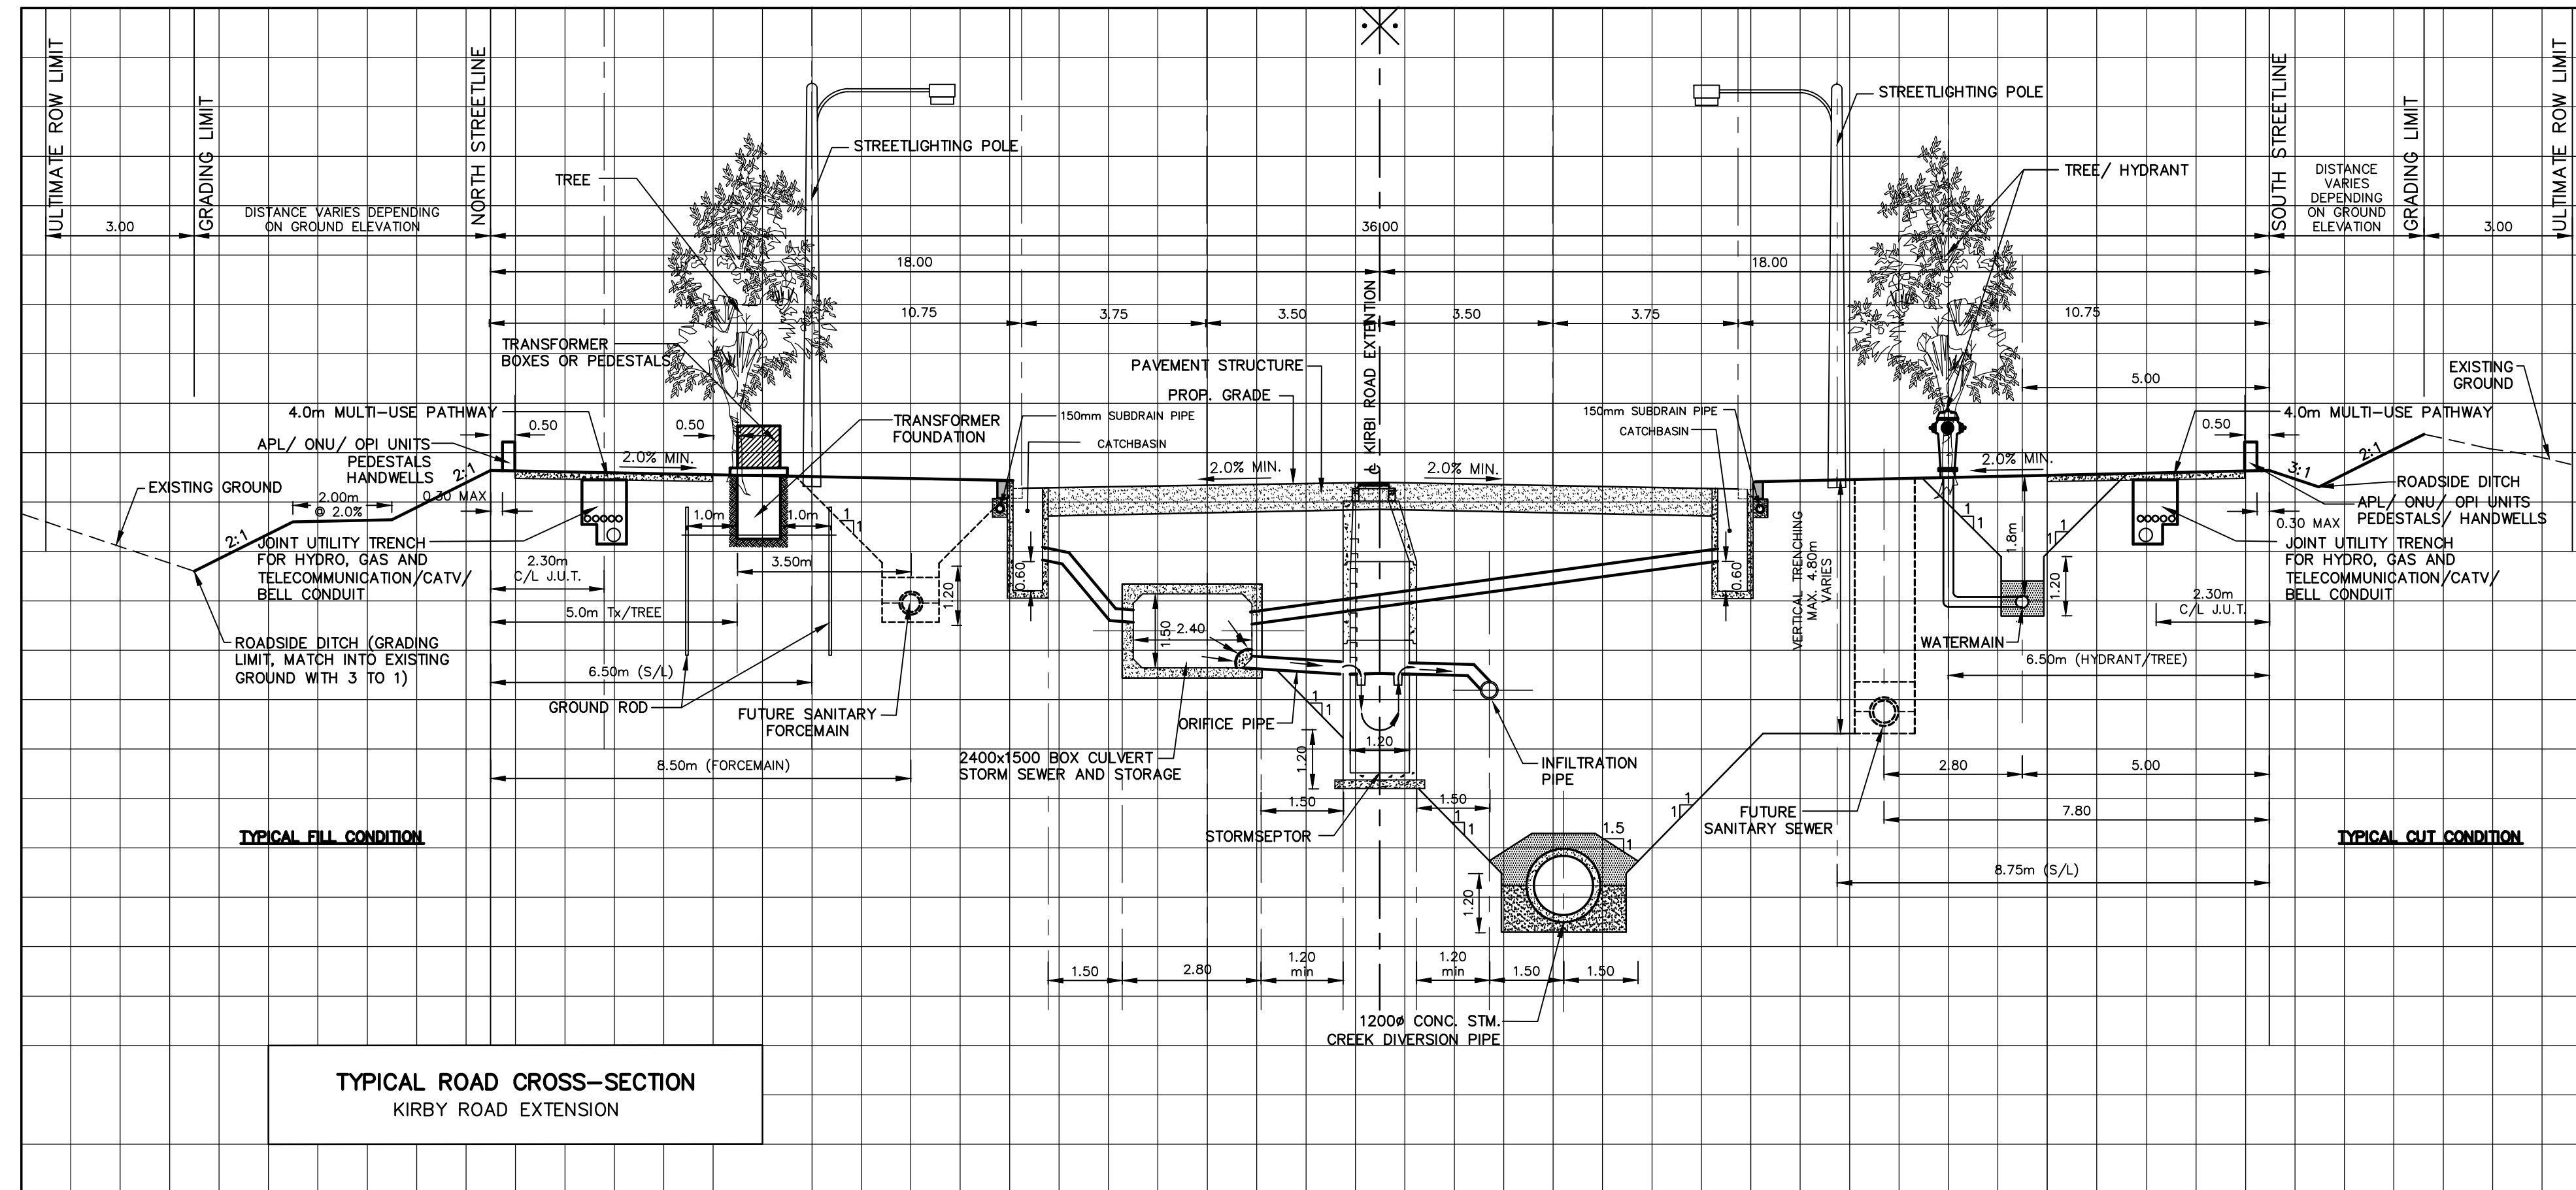 ULTIMATE ROW LIMIT
GRADING LIMIT
NORTH STREETLINE
SOUTH STREETLINE
GRADING LIMIT
ULTIMATE ROW LIMIT
STREETLIGHTING POLE
STREETLIGHTING POLE
TREE
TREE/ HYDRANT
3.00
DISTANCE VARIES DEPENDING
ON GROUND ELEVATION
36.00
DISTANCE
VARIES
DEPENDING
ON GROUND
ELEVATION
3.00
18.00
18.00
10.75
3.75
3.50
3.50
3.75
10.75
℄ KIRBI ROAD EXTENTION
TRANSFORMER
BOXES OR PEDESTALS
PAVEMENT STRUCTURE
PROP. GRADE
5.00
EXISTING
GROUND
4.0m MULTI-USE PATHWAY
0.50
0.50
TRANSFORMER
FOUNDATION
150mm SUBDRAIN PIPE
CATCHBASIN
150mm SUBDRAIN PIPE
CATCHBASIN
4.0m MULTI-USE PATHWAY
0.50
APL/ ONU/ OPI UNITS
PEDESTALS
HANDWELLS
2.0% MIN.
2.0% MIN.
2.0% MIN.
2.0% MIN.
2:1
3:1
2:1
EXISTING GROUND
2.00m
@ 2.0%
0.30 MAX
2:1
ROADSIDE DITCH
APL/ ONU/ OPI UNITS
PEDESTALS/ HANDWELLS
0.30 MAX
1.0m
1.0m
1
1
1
1
1
1
1.8m
JOINT UTILITY TRENCH
FOR HYDRO, GAS AND
TELECOMMUNICATION/CATV/
BELL CONDUIT
JOINT UTILITY TRENCH
FOR HYDRO, GAS AND
TELECOMMUNICATION/CATV/
BELL CONDUIT
2.30m
C/L J.U.T.
3.50m
1.20
0.60
0.60
VERTICAL TRENCHING
MAX. 4.80m
VARIES
1.20
2.30m
C/L J.U.T.
5.0m Tx/TREE
1.50
2.40
WATERMAIN
ROADSIDE DITCH (GRADING
LIMIT, MATCH INTO EXISTING
GROUND WITH 3 TO 1)
6.50m (S/L)
6.50m (HYDRANT/TREE)
GROUND ROD
FUTURE SANITARY
FORCEMAIN
ORIFICE PIPE
1
1
1.20
1.20
2400x1500 BOX CULVERT
STORM SEWER AND STORAGE
INFILTRATION
PIPE
8.50m (FORCEMAIN)
2.80
5.00
1.50
1.50
1
1
1
1
FUTURE
SANITARY SEWER
7.80
STORMSEPTOR
1.5
1
TYPICAL FILL CONDITION
TYPICAL CUT CONDITION
8.75m (S/L)
1.20
1.50
2.80
1.20
min
1.20
min
1.50
1.50
1200ø CONC. STM.
CREEK DIVERSION PIPE
TYPICAL ROAD CROSS-SECTION
KIRBY ROAD EXTENSION